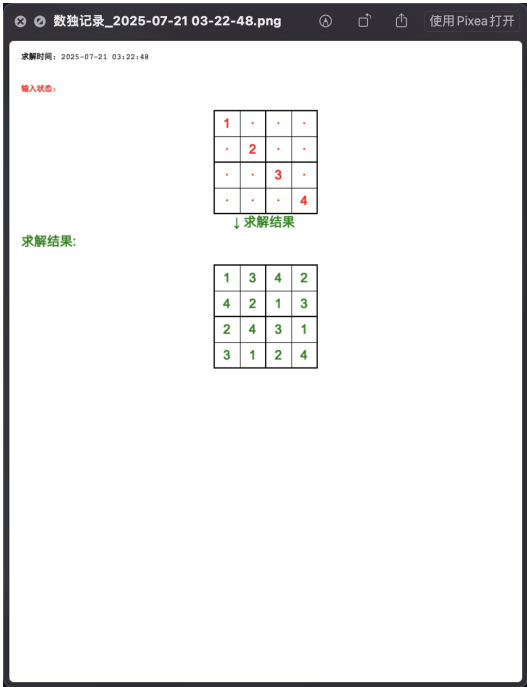 数独记录_2025-07-21 03-22-48.png
使用 Pixea 打开
求解时间: 2025-07-21 03:22:48
输入状态:
1 · · ·
· 2 · ·
· · 3 ·
· · · 4
↓ 求解结果
求解结果:
1 3 4 2
4 2 1 3
2 4 3 1
3 1 2 4